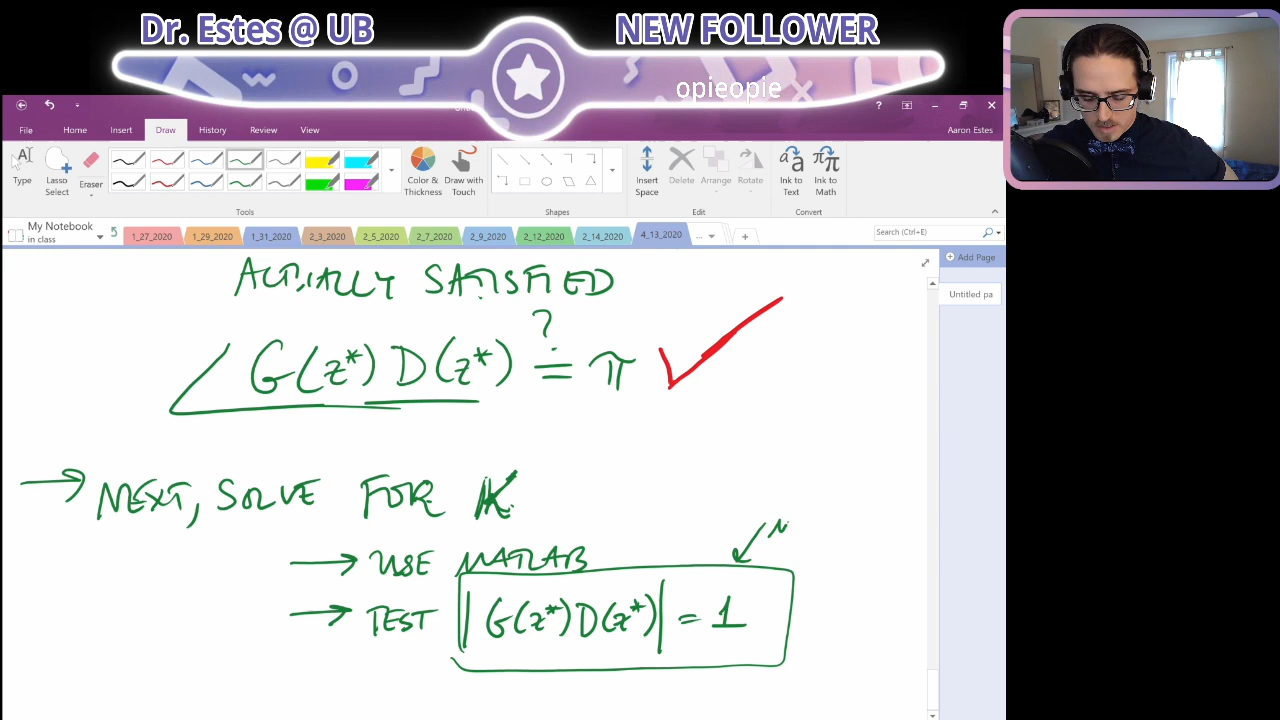 Dr. Estes @ UB
NEW FOLLOWER
opieopie
File Home Insert Draw History Review View
Aaron Estes
Type
Lasso Select
Eraser
Color & Thickness
Draw with Touch
Insert Space
Delete
Arrange
Rotate
Ink to Text
Ink to Math
Tools
Shapes
Edit
Convert
My Notebook
in class
1_27_2020 1_29_2020 1_31_2020 2_3_2020 2_5_2020 2_7_2020 2_9_2020 2_12_2020 2_14_2020 4_13_2020 ...
Search (Ctrl+E)
Add Page
Untitled pa
ACTUALLY SATISFIED
?
∠G(z*) D(z*) = π ✓
→ NEXT, SOLVE FOR K.
→ USE MATLAB
→ TEST |G(z*)D(z*)| = 1